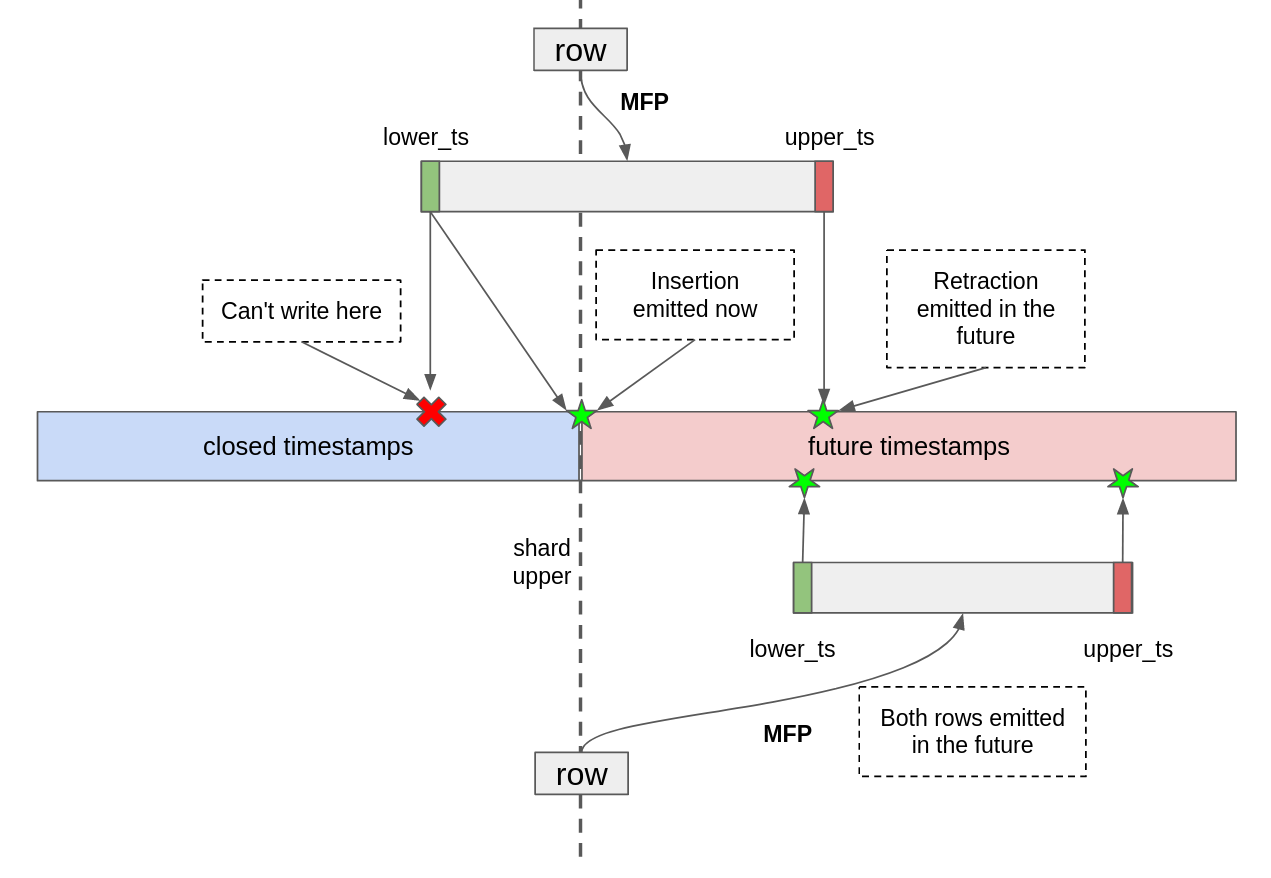 row
MFP
lower_ts
upper_ts
Can't write here
Insertion
emitted now
Retraction
emitted in the
future
closed timestamps
future timestamps
shard
upper
lower_ts
upper_ts
MFP
Both rows emitted
in the future
row